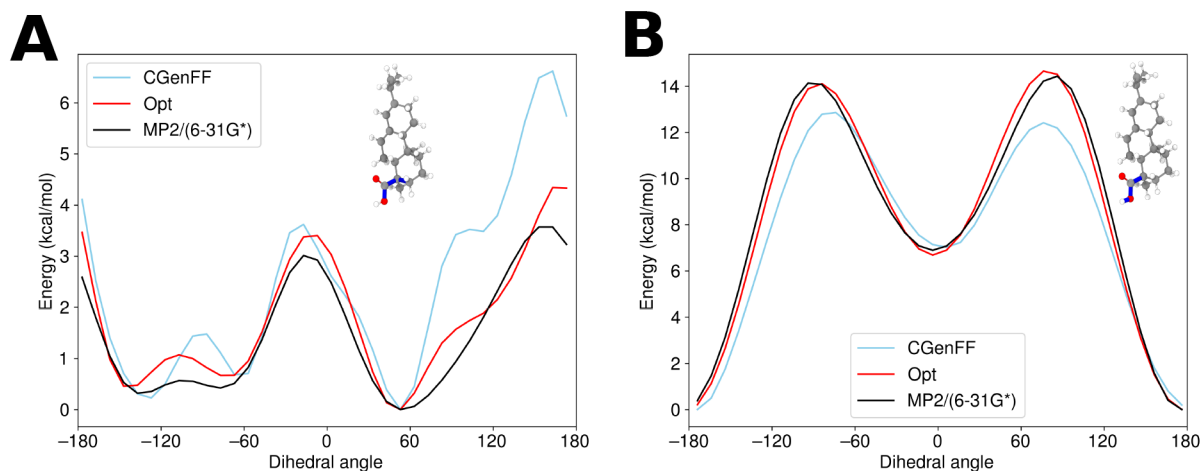 A
CGenFF
Opt
MP2/(6-31G*)
Energy (kcal/mol)
6
5
4
3
2
1
0
−180
−120
−60
0
60
120
180
Dihedral angle
B
CGenFF
Opt
MP2/(6-31G*)
Energy (kcal/mol)
14
12
10
8
6
4
2
0
−180
−120
−60
0
60
120
180
Dihedral angle